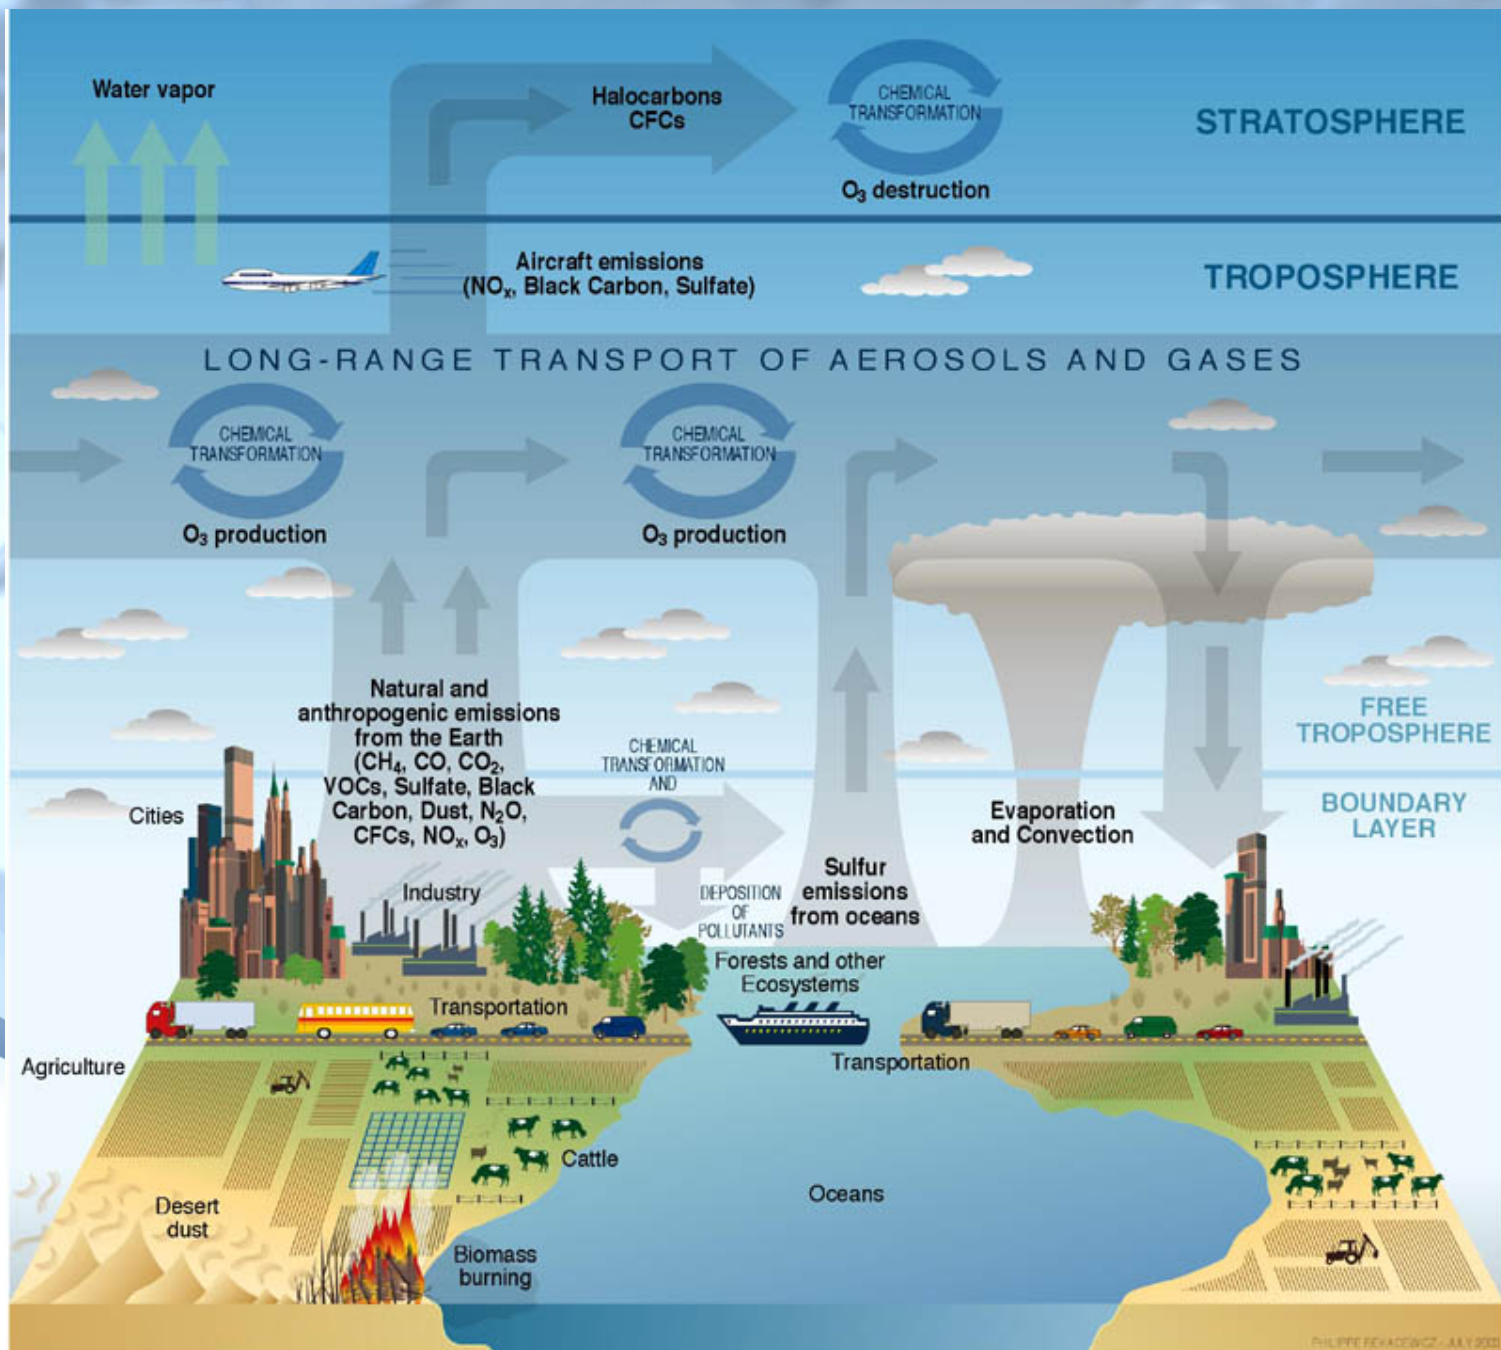 Water vapor
Halocarbons
CFCs
CHEMICAL
TRANSFORMATION
O₃ destruction
STRATOSPHERE
Aircraft emissions
(NOₓ, Black Carbon, Sulfate)
TROPOSPHERE
LONG-RANGE TRANSPORT OF AEROSOLS AND GASES
CHEMICAL
TRANSFORMATION
O₃ production
CHEMICAL
TRANSFORMATION
O₃ production
Natural and
anthropogenic emissions
from the Earth
(CH₄, CO, CO₂,
VOCs, Sulfate, Black
Carbon, Dust, N₂O,
CFCs, NOₓ, O₃)
CHEMICAL
TRANSFORMATION
AND
FREE
TROPOSPHERE
BOUNDARY
LAYER
Cities
Evaporation
and Convection
Industry
DEPOSITION
OF
POLLUTANTS
Sulfur
emissions
from oceans
Forests and other
Ecosystems
Transportation
Transportation
Agriculture
Cattle
Oceans
Desert
dust
Biomass
burning
PHILIPPE REKACEWICZ - JULY 2003